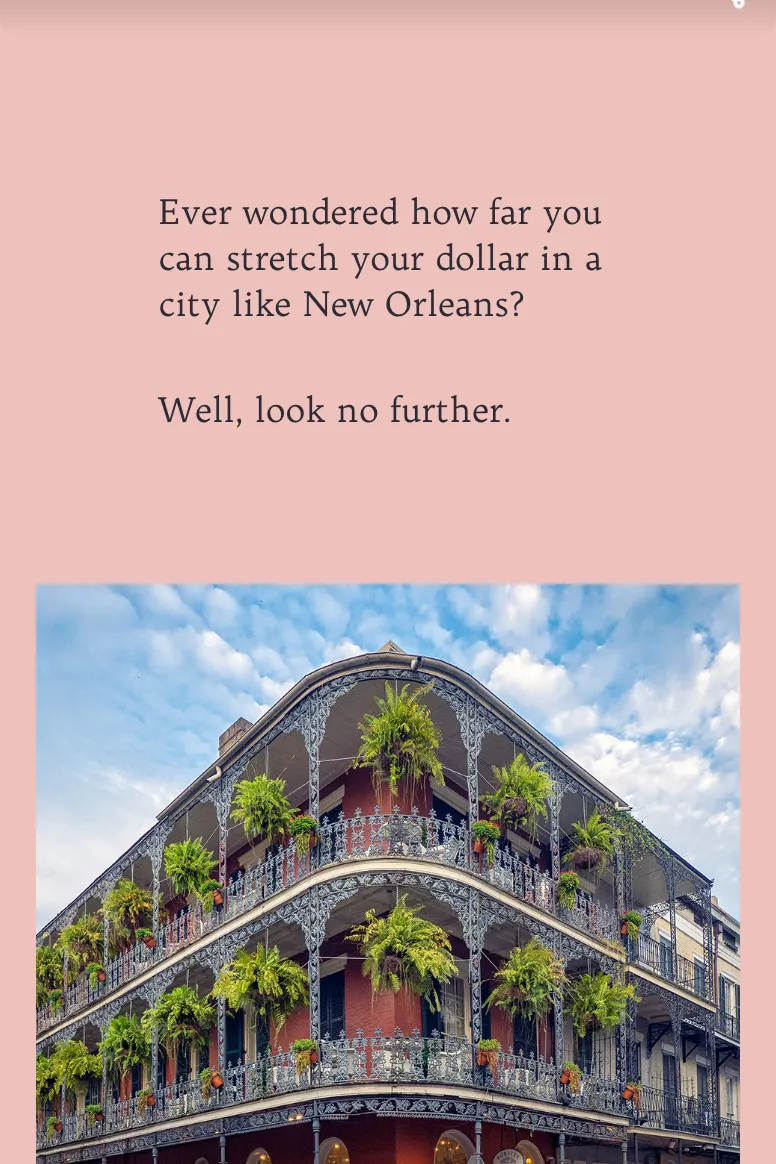 Ever wondered how far you
can stretch your dollar in a
city like New Orleans?
Well, look no further.